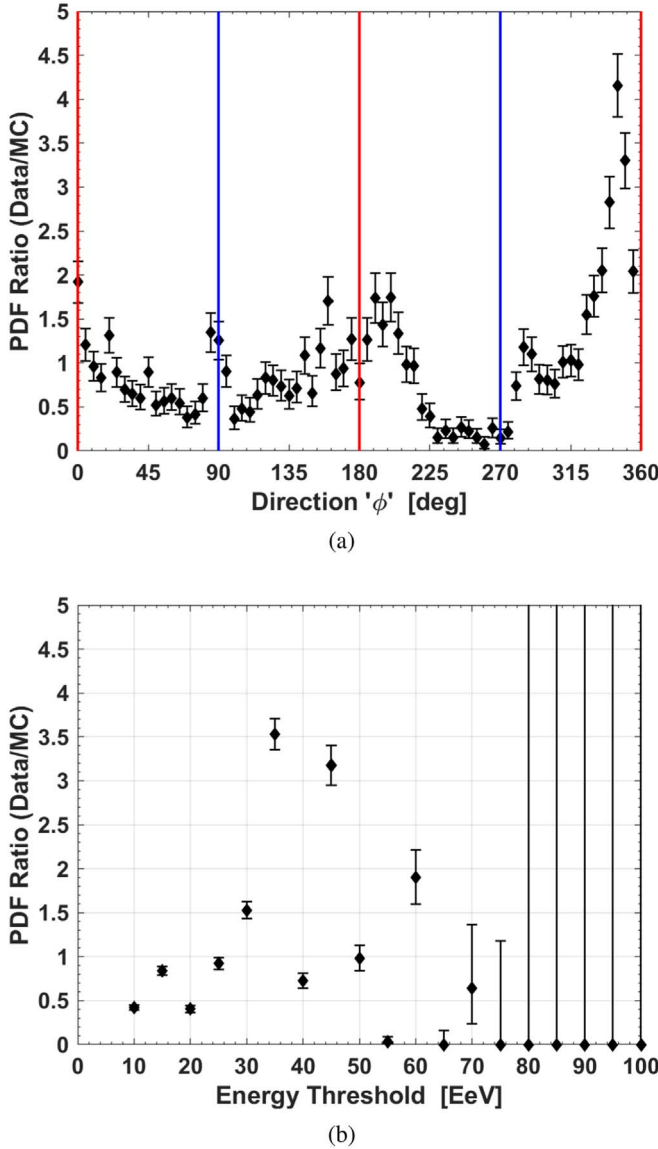 5
4.5
4
3.5
3
2.5
2
1.5
1
0.5
0
PDF Ratio (Data/MC)
0 45 90 135 180 225 270 315 360
Direction 'ϕ' [deg]
(a)
5
4.5
4
3.5
3
2.5
2
1.5
1
0.5
0
PDF Ratio (Data/MC)
0 10 20 30 40 50 60 70 80 90 100
Energy Threshold [EeV]
(b)